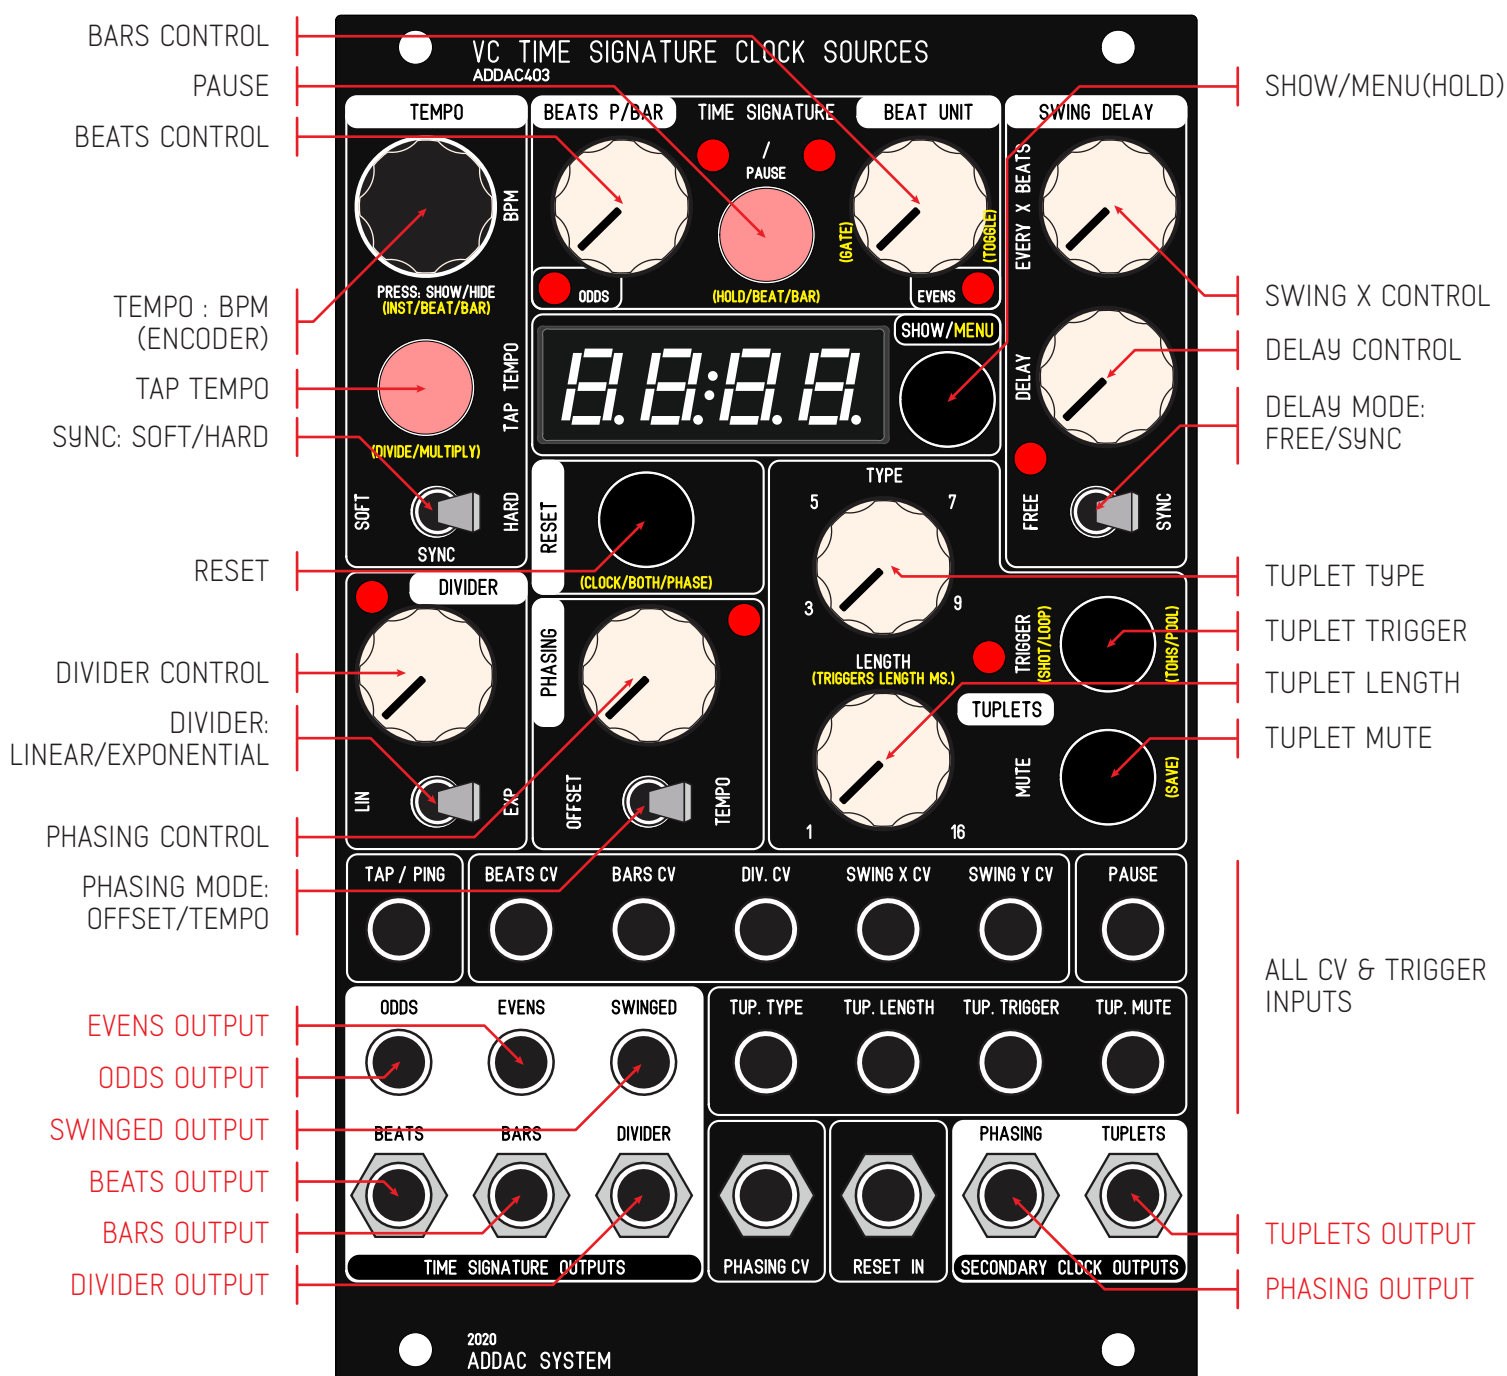 BARS CONTROL
PAUSE
BEATS CONTROL
TEMPO : BPM
(ENCODER)
TAP TEMPO
SYNC: SOFT/HARD
RESET
DIVIDER CONTROL
DIVIDER:
LINEAR/EXPONENTIAL
PHASING CONTROL
PHASING MODE:
OFFSET/TEMPO
EVENS OUTPUT
ODDS OUTPUT
SWINGED OUTPUT
BEATS OUTPUT
BARS OUTPUT
DIVIDER OUTPUT
VC TIME SIGNATURE CLOCK SOURCES
ADDAC403
TEMPO
BPM
PRESS: SHOW/HIDE
(INST/BEAT/BAR)
TAP TEMPO
(DIVIDE/MULTIPLY)
SOFT
HARD
SYNC
BEATS P/BAR
TIME SIGNATURE
BEAT UNIT
/
PAUSE
(GATE)
(TOGGLE)
ODDS
(HOLD/BEAT/BAR)
EVENS
SHOW/MENU
88:88
SWING DELAY
EVERY X BEATS
DELAY
FREE
SYNC
RESET
(CLOCK/BOTH/PHASE)
TYPE
5
7
3
9
LENGTH
(TRIGGERS LENGTH MS.)
1
16
TRIGGER
(SHOT/LOOP)
(TOHS/POOL)
TUPLETS
MUTE
(SAVE)
DIVIDER
LIN
EXP
PHASING
OFFSET
TEMPO
TAP / PING
BEATS CV
BARS CV
DIV. CV
SWING X CV
SWING Y CV
PAUSE
ODDS
EVENS
SWINGED
TUP. TYPE
TUP. LENGTH
TUP. TRIGGER
TUP. MUTE
BEATS
BARS
DIVIDER
PHASING
TUPLETS
TIME SIGNATURE OUTPUTS
PHASING CV
RESET IN
SECONDARY CLOCK OUTPUTS
2020
ADDAC SYSTEM
SHOW/MENU(HOLD)
SWING X CONTROL
DELAY CONTROL
DELAY MODE:
FREE/SYNC
TUPLET TYPE
TUPLET TRIGGER
TUPLET LENGTH
TUPLET MUTE
ALL CV & TRIGGER
INPUTS
TUPLETS OUTPUT
PHASING OUTPUT